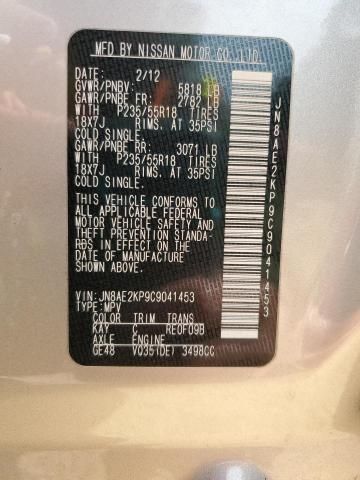 MFD BY NISSAN MOTOR CO., LTD.
DATE: 2/12
GVWR/PNBV: 5818 LB
GAWR/PNBE FR: 2782 LB
WITH P235/55R18 TIRES
18X7J RIMS, AT 35PSI
COLD SINGLE.
GAWR/PNBE RR: 3071 LB
WITH P235/55R18 TIRES
18X7J RIMS, AT 35PSI
COLD SINGLE.
THIS VEHICLE CONFORMS TO
ALL APPLICABLE FEDERAL
MOTOR VEHICLE SAFETY AND
THEFT PREVENTION STANDA-
RDS IN EFFECT ON THE
DATE OF MANUFACTURE
SHOWN ABOVE.
VIN: JN8AE2KP9C9041453
TYPE: MPV
COLOR TRIM TRANS
KAY C RE0F09B
AXLE ENGINE
GE48 VQ35(DE) 3498CC
JN8AE2KP9C9041453